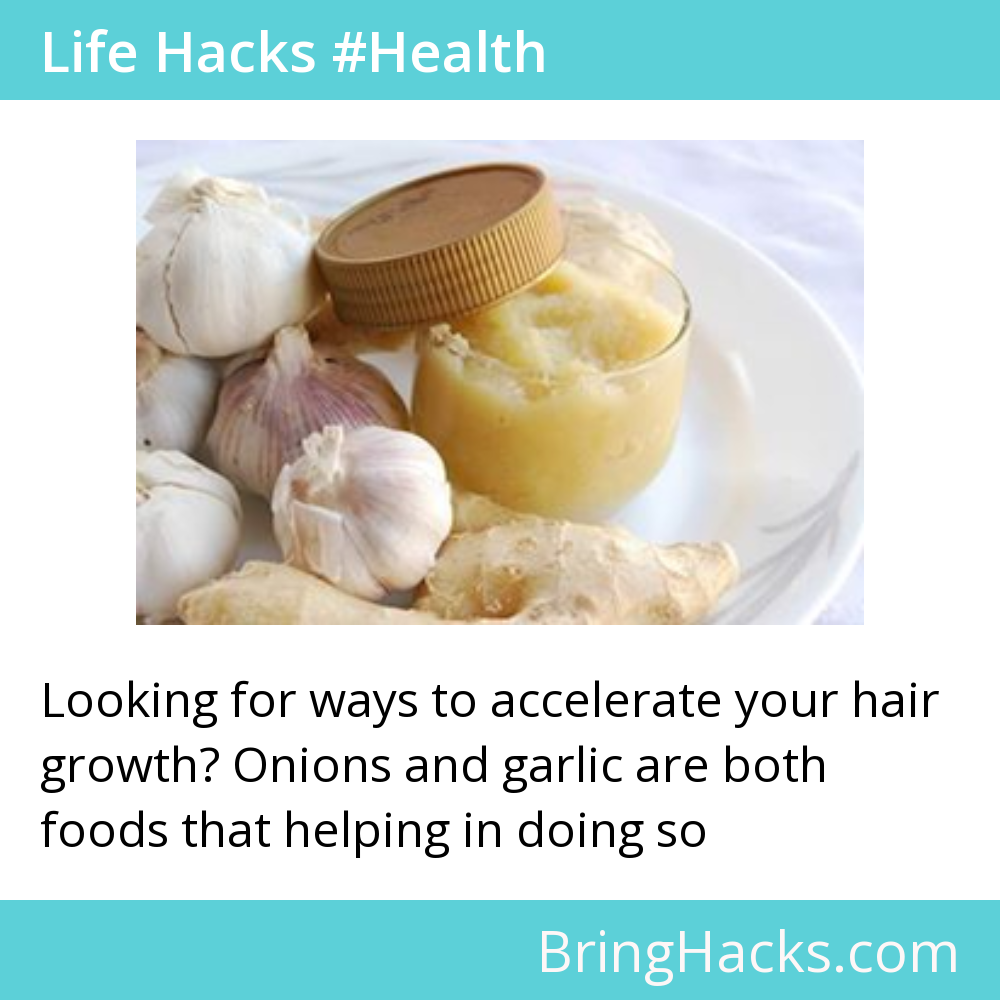 Life Hacks #Health
Looking for ways to accelerate your hair
growth? Onions and garlic are both
foods that helping in doing so
BringHacks.com